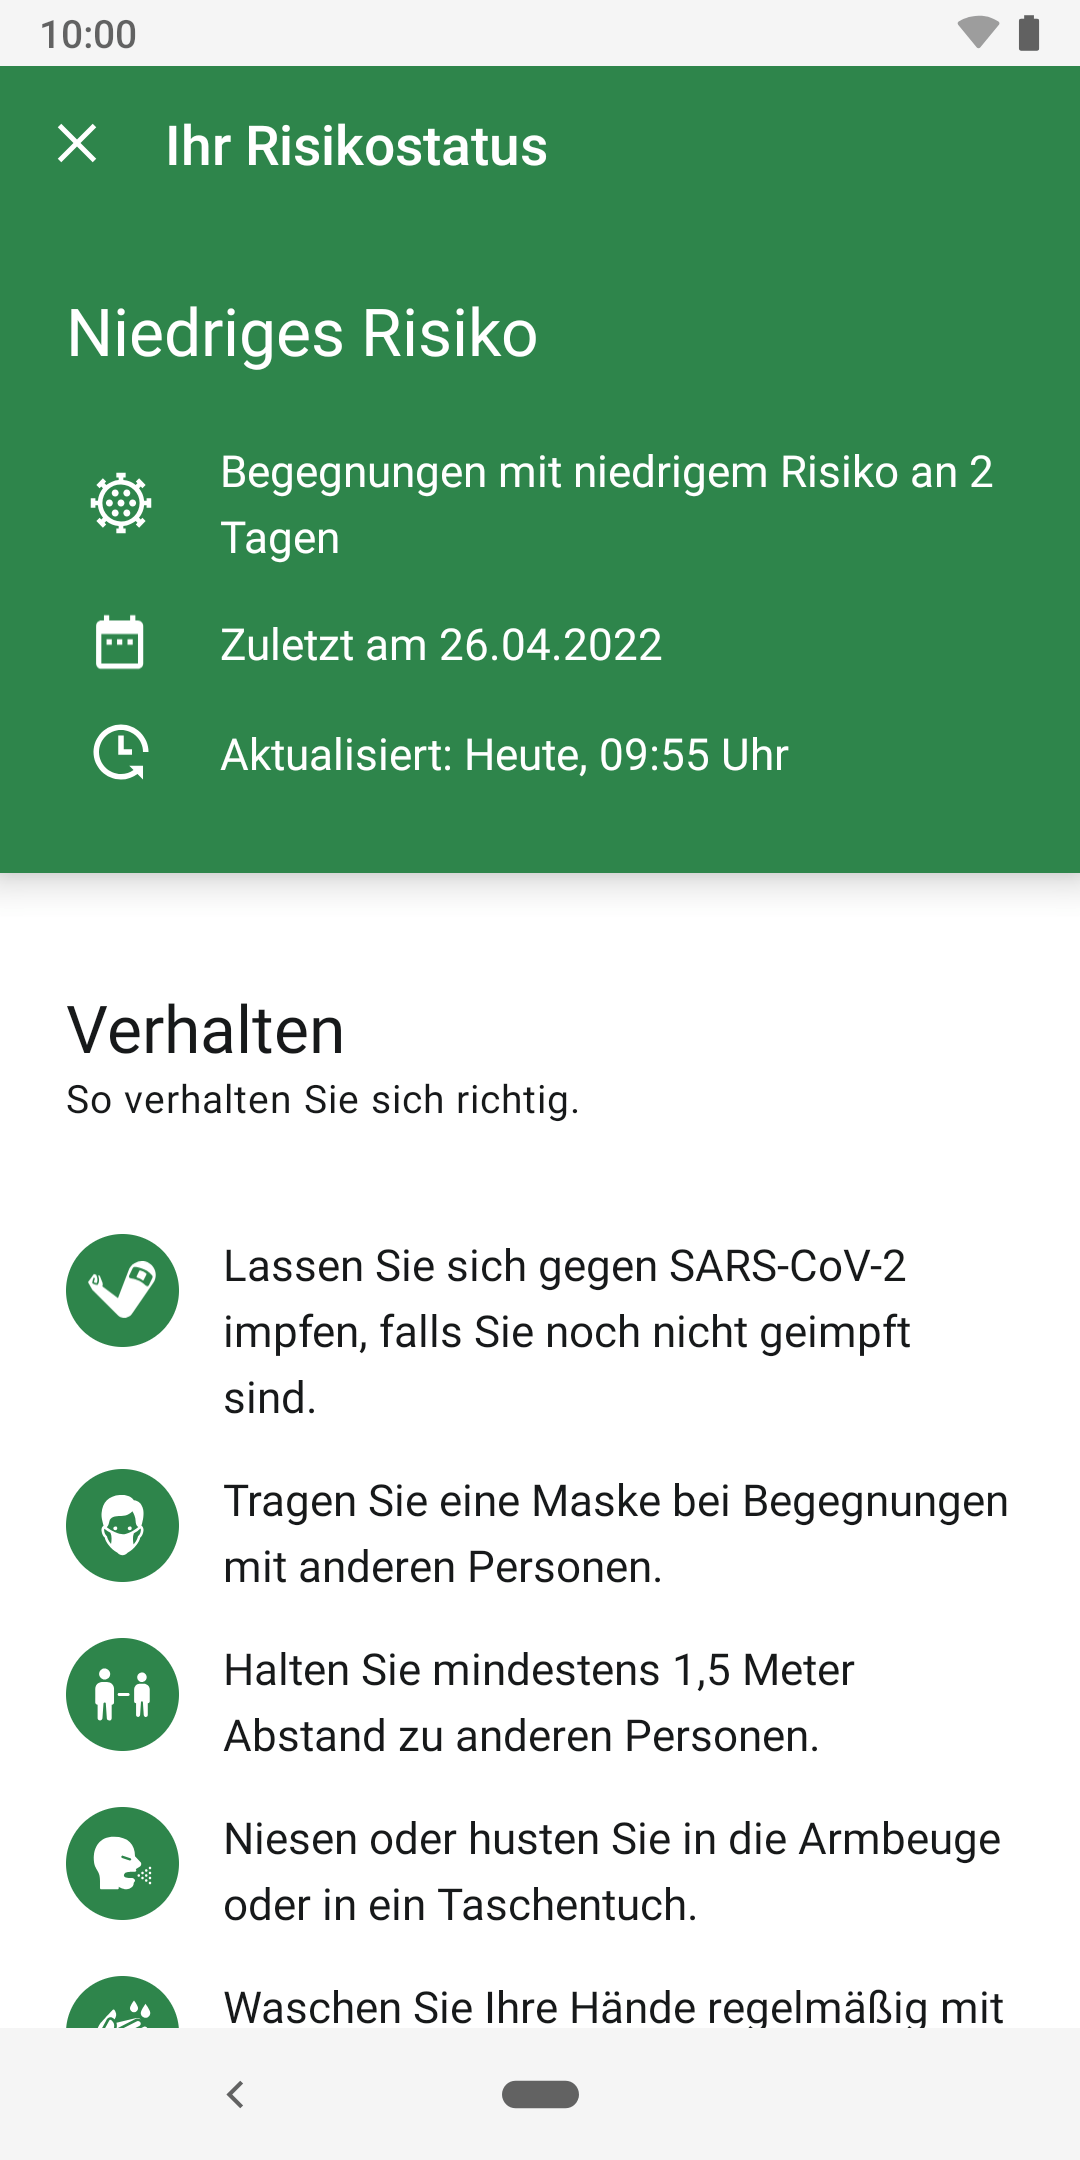 10:00
Ihr Risikostatus
Niedriges Risiko
Begegnungen mit niedrigem Risiko an 2
Tagen
Zuletzt am 26.04.2022
Aktualisiert: Heute, 09:55 Uhr
Verhalten
So verhalten Sie sich richtig.
Lassen Sie sich gegen SARS-CoV-2
impfen, falls Sie noch nicht geimpft
sind.
Tragen Sie eine Maske bei Begegnungen
mit anderen Personen.
Halten Sie mindestens 1,5 Meter
Abstand zu anderen Personen.
Niesen oder husten Sie in die Armbeuge
oder in ein Taschentuch.
Waschen Sie Ihre Hände regelmäßig mit